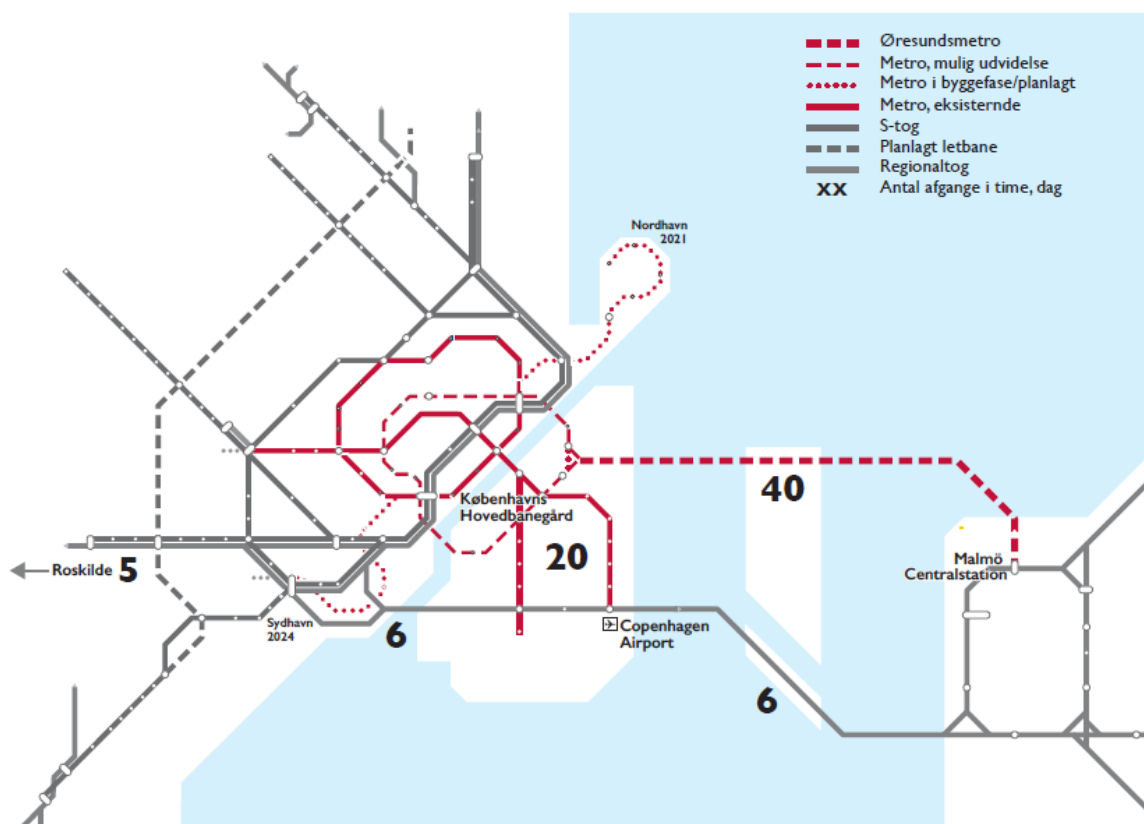 Øresundsmetro
Metro, mulig udvidelse
Metro i byggefase/planlagt
Metro, eksisternde
S-tog
Planlagt letbane
Regionaltog
xx Antal afgange i time, dag
Nordhavn
2021
40
Københavns
Hovedbanegård
20
Malmö
Centralstation
Roskilde 5
Sydhavn
2024
6
Copenhagen
Airport
6